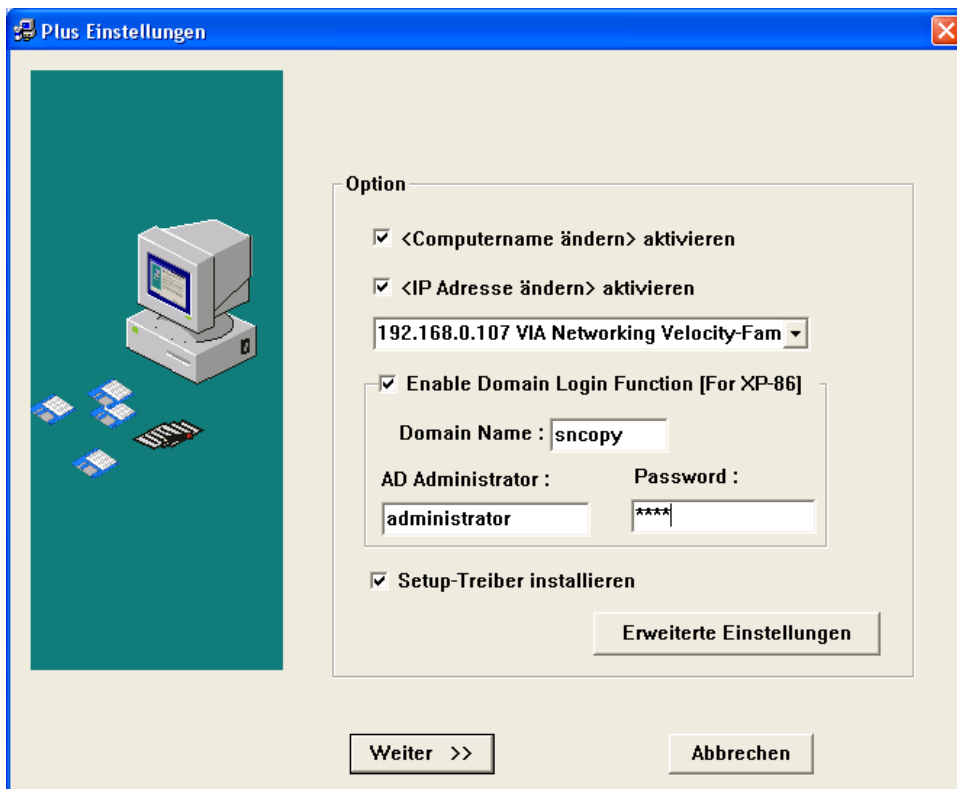 Plus Einstellungen
Option
<Computername ändern> aktivieren
<IP Adresse ändern> aktivieren
192.168.0.107 VIA Networking Velocity-Fam
Enable Domain Login Function [For XP-86]
Domain Name : sncopy
AD Administrator : Password :
administrator ****
Setup-Treiber installieren
Erweiterte Einstellungen
Weiter >> Abbrechen